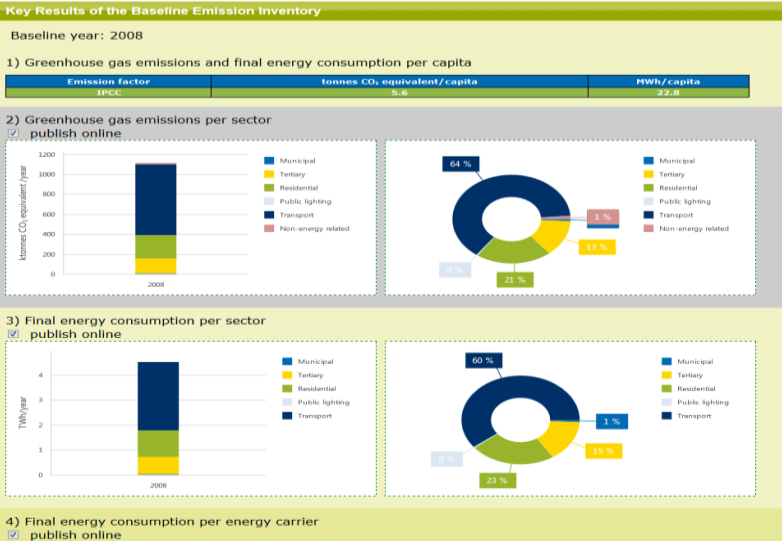 Key Results of the Baseline Emission Inventory
Baseline year: 2008
1) Greenhouse gas emissions and final energy consumption per capita
Emission factor tonnes CO₂ equivalent/capita MWh/capita
IPCC 5.6 22.8
2) Greenhouse gas emissions per sector
publish online
ktonnes CO₂ equivalent /year
1200
1000
800
600
400
200
0
2008
Municipal
Tertiary
Residential
Public lighting
Transport
Non-energy related
64 %
1 %
13 %
0 %
21 %
Municipal
Tertiary
Residential
Public lighting
Transport
Non-energy related
3) Final energy consumption per sector
publish online
TWh/year
4
3
2
1
0
2008
Municipal
Tertiary
Residential
Public lighting
Transport
60 %
1 %
15 %
0 %
23 %
Municipal
Tertiary
Residential
Public lighting
Transport
4) Final energy consumption per energy carrier
publish online